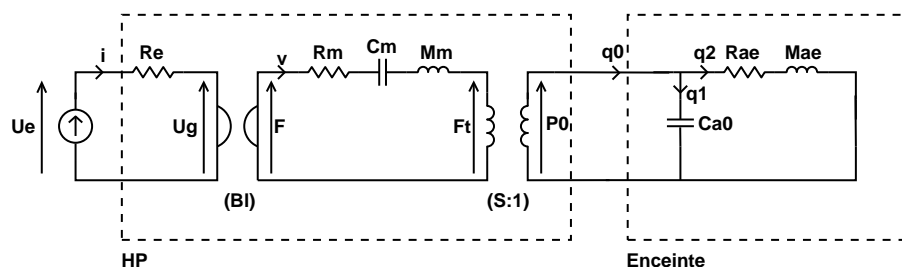 i Re v Rm Cm Mm q0 q2 Rae Mae
q1
Ue Ug F Ft P0 Ca0
(Bl) (S:1)
HP Enceinte